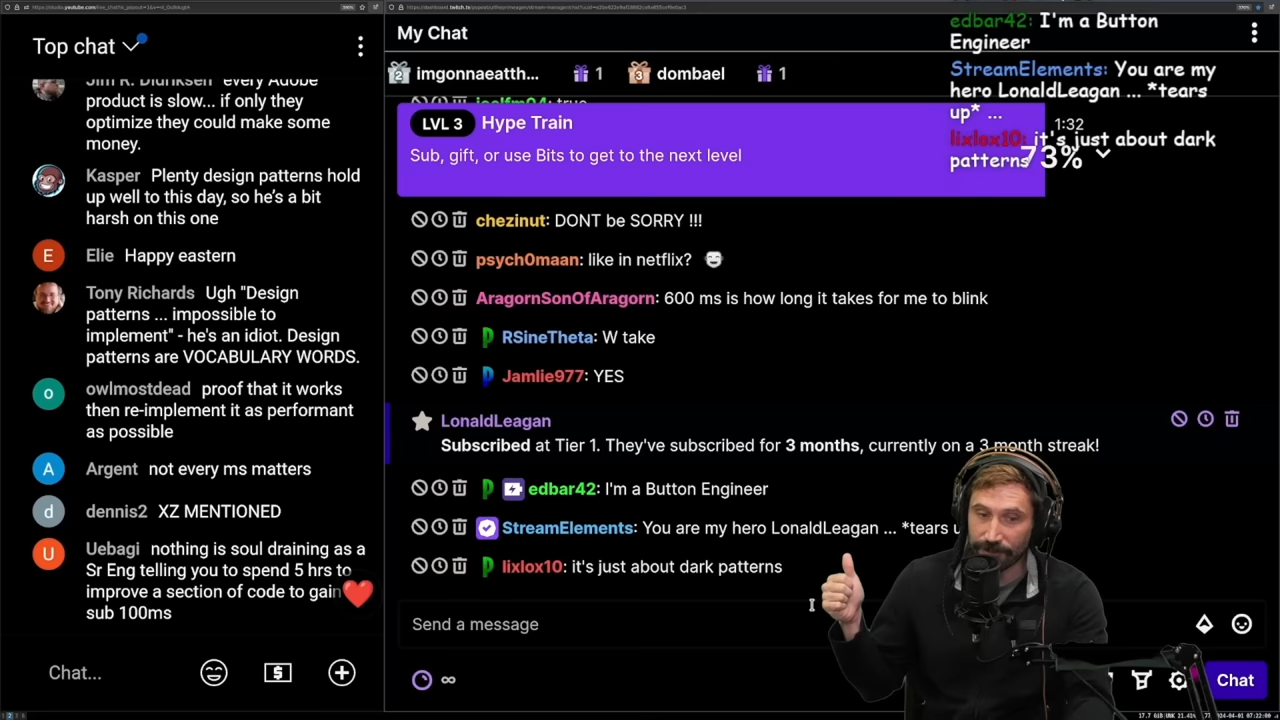 Top chat
Jim R. Diurksen every Adobe
product is slow... if only they
optimize they could make some
money.
Kasper Plenty design patterns hold
up well to this day, so he's a bit
harsh on this one
E
Elie Happy eastern
Tony Richards Ugh "Design
patterns ... impossible to
implement" - he's an idiot. Design
patterns are VOCABULARY WORDS.
o
owlmostdead proof that it works
then re-implement it as performant
as possible
A
Argent not every ms matters
d
dennis2 XZ MENTIONED
U
Uebagi nothing is soul draining as a
Sr Eng telling you to spend 5 hrs to
improve a section of code to gain
sub 100ms
Chat...
My Chat
2 imgonnaeatth... 1 3 dombael 1
true
LVL 3 Hype Train
Sub, gift, or use Bits to get to the next level
1:32
73%
chezinut: DONT be SORRY !!!
psych0maan: like in netflix?
AragornSonOfAragorn: 600 ms is how long it takes for me to blink
RSineTheta: W take
Jamlie977: YES
LonaldLeagan
Subscribed at Tier 1. They've subscribed for 3 months, currently on a 3 month streak!
edbar42: I'm a Button Engineer
StreamElements: You are my hero LonaldLeagan ... *tears
lixlox10: it's just about dark patterns
Send a message
Chat
edbar42: I'm a Button
Engineer
StreamElements: You are my
hero LonaldLeagan ... *tears
up* ...
lixlox10: it's just about dark
patterns